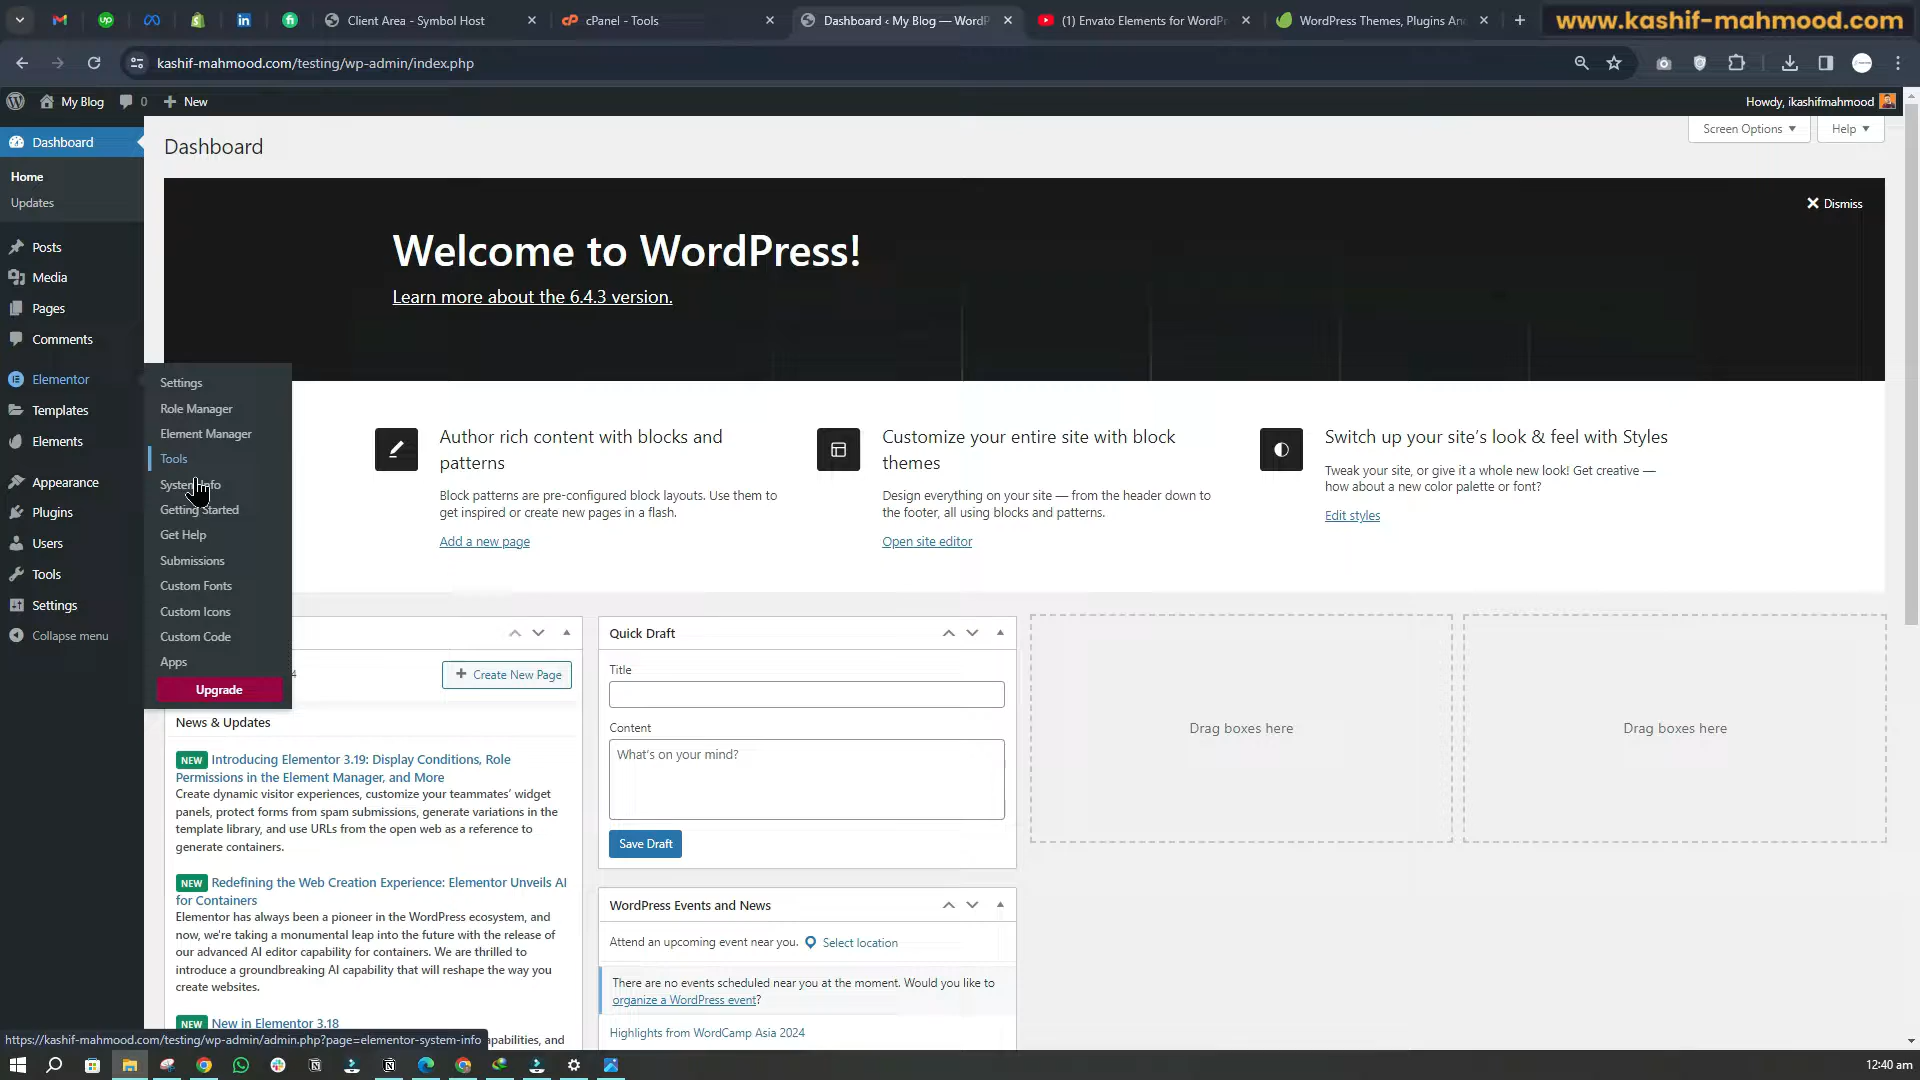 Client Area - Symbol Host
cPanel - Tools
Dashboard ‹ My Blog — WordP
(1) Envato Elements for WordPr
WordPress Themes, Plugins An
www.kashif-mahmood.com
kashif-mahmood.com/testing/wp-admin/index.php
My Blog
0
New
Howdy, ikashifmahmood
Dashboard
Home
Updates
Posts
Media
Pages
Comments
Elementor
Templates
Elements
Appearance
Plugins
Users
Tools
Settings
Collapse menu
Settings
Role Manager
Element Manager
Tools
System Info
Getting Started
Get Help
Submissions
Custom Fonts
Custom Icons
Custom Code
Apps
Upgrade
Dashboard
Screen Options
Help
Dismiss
Welcome to WordPress!
Learn more about the 6.4.3 version.
Author rich content with blocks and
patterns
Block patterns are pre-configured block layouts. Use them to
get inspired or create new pages in a flash.
Add a new page
Customize your entire site with block
themes
Design everything on your site — from the header down to
the footer, all using blocks and patterns.
Open site editor
Switch up your site’s look & feel with Styles
Tweak your site, or give it a whole new look! Get creative —
how about a new color palette or font?
Edit styles
4
Create New Page
News & Updates
NEW Introducing Elementor 3.19: Display Conditions, Role
Permissions in the Element Manager, and More
Create dynamic visitor experiences, customize your teammates’ widget
panels, protect forms from spam submissions, generate variations in the
template library, and use URLs from the open web as a reference to
generate containers.
NEW Redefining the Web Creation Experience: Elementor Unveils AI
for Containers
Elementor has always been a pioneer in the WordPress ecosystem, and
now, we're taking a monumental leap into the future with the release of
our advanced AI editor capability for containers. We are thrilled to
introduce a groundbreaking AI capability that will reshape the way you
create websites.
NEW New in Elementor 3.18
apabilities, and
Quick Draft
Title
Content
What’s on your mind?
Save Draft
WordPress Events and News
Attend an upcoming event near you.
Select location
There are no events scheduled near you at the moment. Would you like to
organize a WordPress event?
Highlights from WordCamp Asia 2024
Drag boxes here
Drag boxes here
https://kashif-mahmood.com/testing/wp-admin/admin.php?page=elementor-system-info
12:40 am